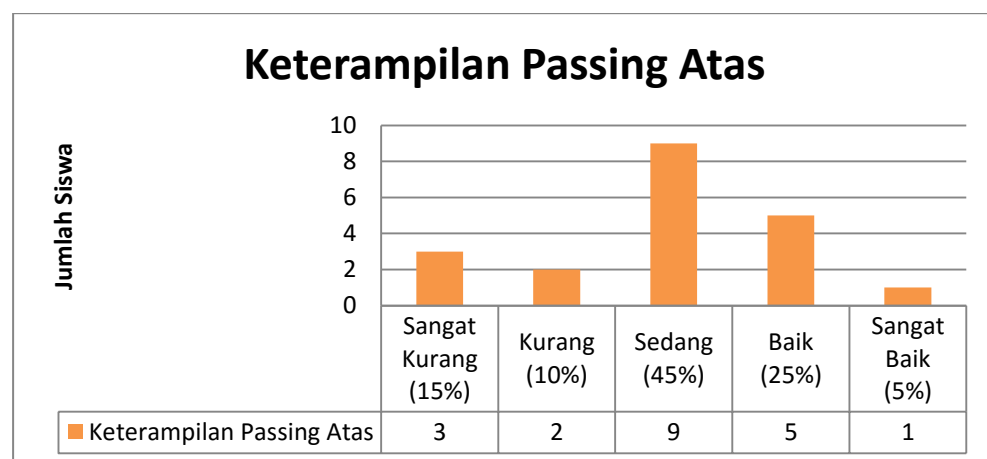 Keterampilan Passing Atas
Jumlah Siswa
10
8
6
4
2
0
Sangat Kurang (15%)
Kurang (10%)
Sedang (45%)
Baik (25%)
Sangat Baik (5%)
Keterampilan Passing Atas 3 2 9 5 1